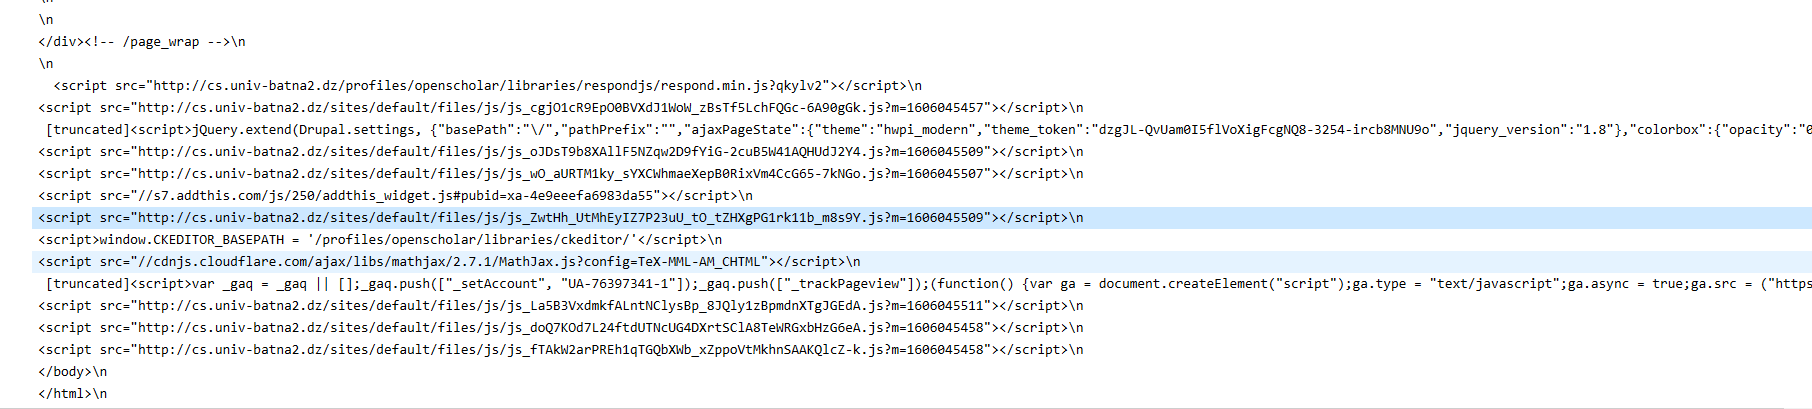 \n
\n
</div><!-- /page_wrap -->\n
\n
<script src="http://cs.univ-batna2.dz/profiles/openscholar/libraries/respondjs/respond.min.js?qkylv2"></script>\n
<script src="http://cs.univ-batna2.dz/sites/default/files/js/js_cgjO1cR9EpO0BVXdJ1WoW_zBsTf5LchFQGc-6A90gGk.js?m=1606045457"></script>\n
[truncated]<script>jQuery.extend(Drupal.settings, {"basePath":"\/","pathPrefix":"","ajaxPageState":{"theme":"hwpi_modern","theme_token":"dzgJL-QvUam0I5flVoXigFcgNQ8-3254-ircb8MNU9o","jquery_version":"1.8"},"colorbox":{"opacity":"0
<script src="http://cs.univ-batna2.dz/sites/default/files/js/js_oJDsT9b8XAllF5NZqw2D9fYiG-2cuB5W41AQHUdJ2Y4.js?m=1606045509"></script>\n
<script src="http://cs.univ-batna2.dz/sites/default/files/js/js_wO_aURTM1ky_sYXCWhmaeXepB0RixVm4CcG65-7kNGo.js?m=1606045507"></script>\n
<script src="//s7.addthis.com/js/250/addthis_widget.js#pubid=xa-4e9eeefa6983da55"></script>\n
<script src="http://cs.univ-batna2.dz/sites/default/files/js/js_ZwtHh_UtMhEyIZ7P23uU_tO_tZHXgPG1rk11b_m8s9Y.js?m=1606045509"></script>\n
<script>window.CKEDITOR_BASEPATH = '/profiles/openscholar/libraries/ckeditor/'</script>\n
<script src="//cdnjs.cloudflare.com/ajax/libs/mathjax/2.7.1/MathJax.js?config=TeX-MML-AM_CHTML"></script>\n
[truncated]<script>var _gaq = _gaq || [];_gaq.push(["_setAccount", "UA-76397341-1"]);_gaq.push(["_trackPageview"]);(function() {var ga = document.createElement("script");ga.type = "text/javascript";ga.async = true;ga.src = ("https
<script src="http://cs.univ-batna2.dz/sites/default/files/js/js_La5B3VxdmkfALntNClysBp_8JQly1zBpmdnXTgJGEdA.js?m=1606045511"></script>\n
<script src="http://cs.univ-batna2.dz/sites/default/files/js/js_doQ7KOd7L24ftdUTNcUG4DXrtSClA8TeWRGxbHzG6eA.js?m=1606045458"></script>\n
<script src="http://cs.univ-batna2.dz/sites/default/files/js/js_fTAkW2arPREh1qTGQbXWb_xZppoVtMkhnSAAKQlcZ-k.js?m=1606045458"></script>\n
</body>\n
</html>\n